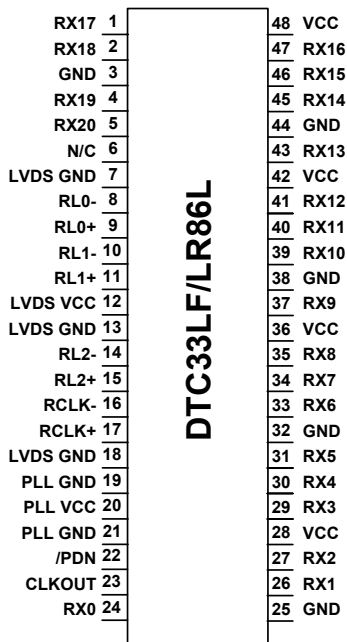 RX17 1 48 VCC
RX18 2 47 RX16
GND 3 46 RX15
RX19 4 45 RX14
RX20 5 44 GND
N/C 6 43 RX13
LVDS GND 7 42 VCC
RL0- 8 41 RX12
RL0+ 9 40 RX11
RL1- 10 39 RX10
RL1+ 11 38 GND
LVDS VCC 12 37 RX9
LVDS GND 13 36 VCC
RL2- 14 35 RX8
RL2+ 15 34 RX7
RCLK- 16 33 RX6
RCLK+ 17 32 GND
LVDS GND 18 31 RX5
PLL GND 19 30 RX4
PLL VCC 20 29 RX3
PLL GND 21 28 VCC
/PDN 22 27 RX2
CLKOUT 23 26 RX1
RX0 24 25 GND
DTC33LF/LR86L